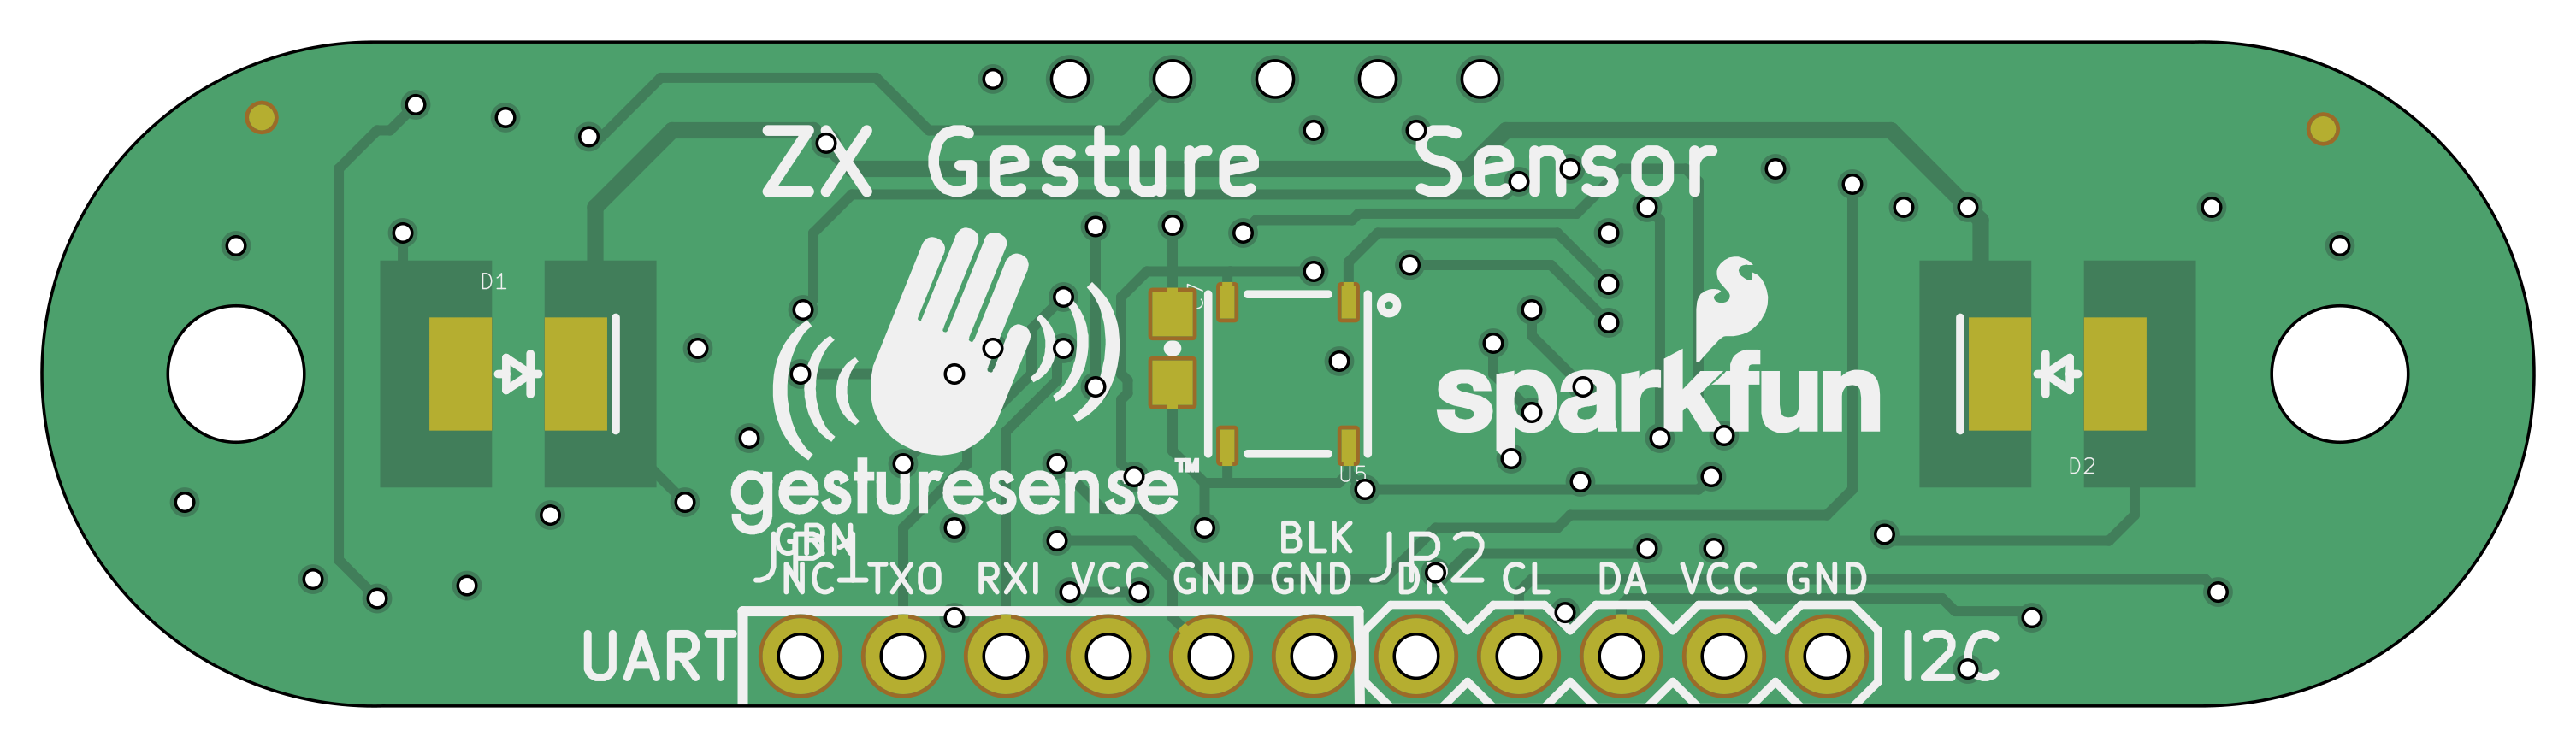 ZX Gesture Sensor
D1
C7
sparkfun
D2
U5
gesturesense™
GRN
BLK
JP1
JP2
NC TXO RXI VCC GND GND DR CL DA VCC GND
UART
I2C